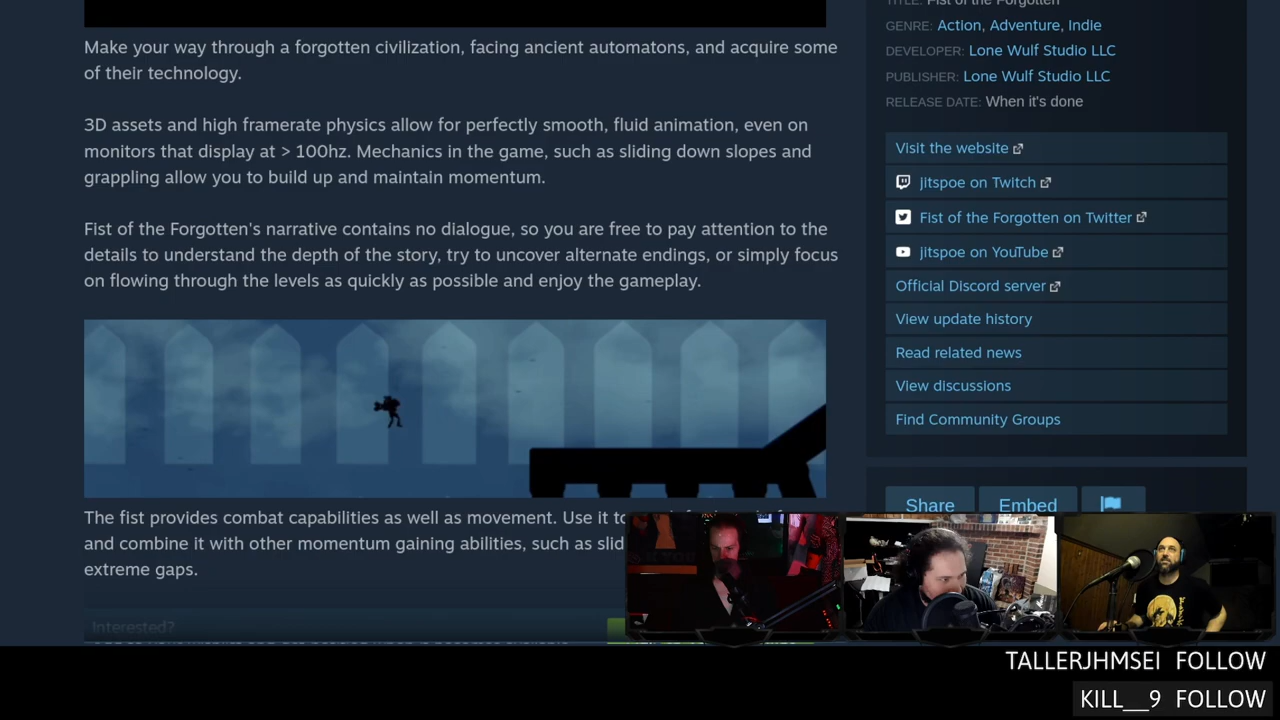 Make your way through a forgotten civilization, facing ancient automatons, and acquire some
of their technology.
3D assets and high framerate physics allow for perfectly smooth, fluid animation, even on
monitors that display at > 100hz. Mechanics in the game, such as sliding down slopes and
grappling allow you to build up and maintain momentum.
Fist of the Forgotten's narrative contains no dialogue, so you are free to pay attention to the
details to understand the depth of the story, try to uncover alternate endings, or simply focus
on flowing through the levels as quickly as possible and enjoy the gameplay.
The fist provides combat capabilities as well as movement. Use it to
and combine it with other momentum gaining abilities, such as slid
extreme gaps.
Interested?
TITLE: Fist of the Forgotten
GENRE: Action, Adventure, Indie
DEVELOPER: Lone Wulf Studio LLC
PUBLISHER: Lone Wulf Studio LLC
RELEASE DATE: When it's done
Visit the website
jitspoe on Twitch
Fist of the Forgotten on Twitter
jitspoe on YouTube
Official Discord server
View update history
Read related news
View discussions
Find Community Groups
Share Embed
TALLERJHMSEI FOLLOW
KILL__9 FOLLOW